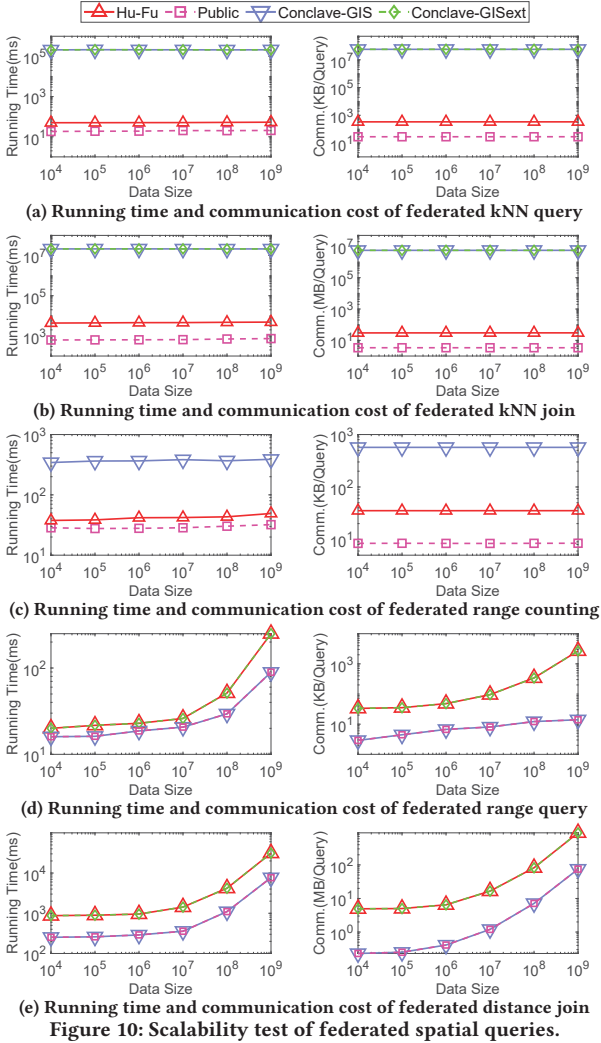 Hu-Fu Public Conclave-GIS Conclave-GISext
Running Time(ms)
10^5
10^3
10^1
10^4 10^5 10^6 10^7 10^8 10^9
Data Size
Comm.(KB/Query)
10^7
10^5
10^3
10^1
10^4 10^5 10^6 10^7 10^8 10^9
Data Size
(a) Running time and communication cost of federated kNN query
Running Time(ms)
10^7
10^5
10^3
10^4 10^5 10^6 10^7 10^8 10^9
Data Size
Comm.(MB/Query)
10^7
10^5
10^3
10^1
10^4 10^5 10^6 10^7 10^8 10^9
Data Size
(b) Running time and communication cost of federated kNN join
Running Time(ms)
10^3
10^2
10^1
10^4 10^5 10^6 10^7 10^8 10^9
Data Size
Comm.(KB/Query)
10^3
10^2
10^1
10^4 10^5 10^6 10^7 10^8 10^9
Data Size
(c) Running time and communication cost of federated range counting
Running Time(ms)
10^2
10^1
10^4 10^5 10^6 10^7 10^8 10^9
Data Size
Comm.(KB/Query)
10^3
10^1
10^4 10^5 10^6 10^7 10^8 10^9
Data Size
(d) Running time and communication cost of federated range query
Running Time(ms)
10^4
10^3
10^2
10^4 10^5 10^6 10^7 10^8 10^9
Data Size
Comm.(MB/Query)
10^2
10^1
10^0
10^4 10^5 10^6 10^7 10^8 10^9
Data Size
(e) Running time and communication cost of federated distance join
Figure 10: Scalability test of federated spatial queries.